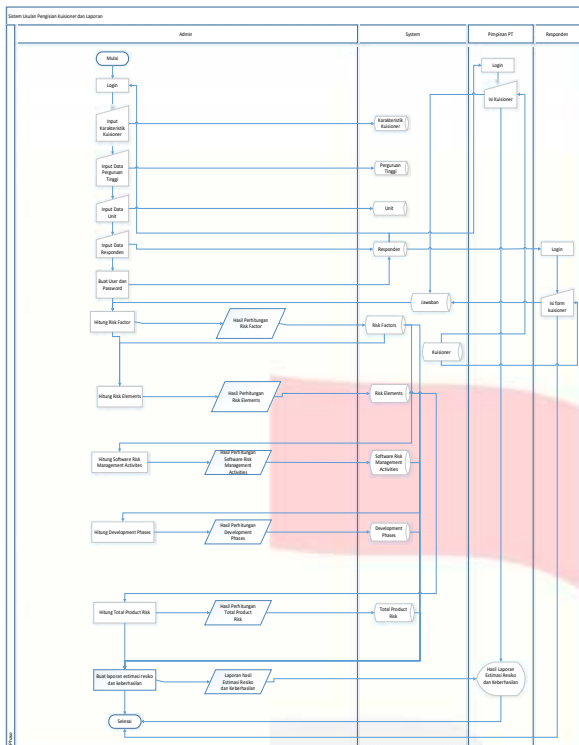 Sistem Usulan Pengisian Kuisioner dan Laporan
Admin
System
Pimpinan PT
Responden
Mulai
Login
Login
Isi Kuisioner
Input
Karakteristik
Kuisioner
Karakteristik
Kuisioner
Input Data
Perguruan
Tinggi
Perguruan
Tinggi
Input Data
Unit
Unit
Input Data
Responden
Responden
Login
Buat User dan
Password
Jawaban
Isi form
kuisioner
Hitung Risk Factor
Hasil Perhitungan
Risk Factor
Risk Factors
Kuisioner
Hitung Risk Elements
Hasil Perhitungan
Risk Elements
Risk Elements
Hitung Software Risk
Management Activites
Hasil Perhitungan
Software Risk
Management
Activities
Software Risk
Management
Activities
Hitung Development Phases
Hasil Perhitungan
Development
Phases
Development
Phases
Hitung Total Product Risk
Hasil Perhitungan
Total Product
Risk
Total Product
Risk
Buat laporan estimasi resiko
dan keberhasilan
Laporan hasil
Estimasi Resiko
dan Keberhasilan
Hasil Laporan
Estimasi Resiko
dan Keberhasilan
Selesai
Phase